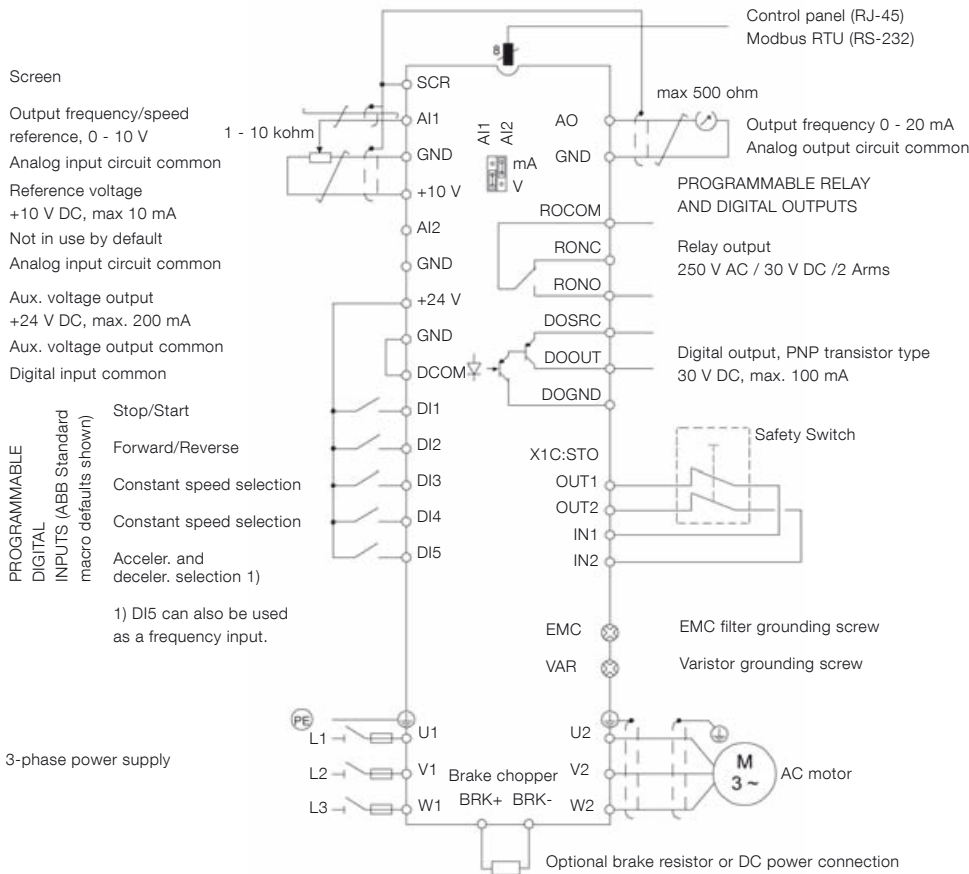 Control panel (RJ-45)
Modbus RTU (RS-232)
8
Screen
SCR
max 500 ohm
Output frequency/speed
reference, 0 - 10 V
1 - 10 kohm
AI1
AI1
AI2
AO
Output frequency 0 - 20 mA
Analog input circuit common
GND
mA
V
GND
Analog output circuit common
Reference voltage
+10 V DC, max 10 mA
+10 V
PROGRAMMABLE RELAY
AND DIGITAL OUTPUTS
ROCOM
Not in use by default
AI2
RONC
Relay output
250 V AC / 30 V DC /2 Arms
Analog input circuit common
GND
RONO
Aux. voltage output
+24 V DC, max. 200 mA
+24 V
DOSRC
Aux. voltage output common
GND
DOOUT
Digital output, PNP transistor type
30 V DC, max. 100 mA
Digital input common
DCOM
DOGND
PROGRAMMABLE
DIGITAL
INPUTS (ABB Standard
macro defaults shown)
Stop/Start
DI1
Forward/Reverse
DI2
Constant speed selection
DI3
Constant speed selection
DI4
Acceler. and
deceler. selection 1)
DI5
1) DI5 can also be used
as a frequency input.
Safety Switch
X1C:STO
OUT1
OUT2
IN1
IN2
EMC
EMC filter grounding screw
VAR
Varistor grounding screw
PE
3-phase power supply
L1
U1
U2
L2
V1
V2
L3
W1
W2
Brake chopper
BRK+ BRK-
M
3 ~
AC motor
Optional brake resistor or DC power connection